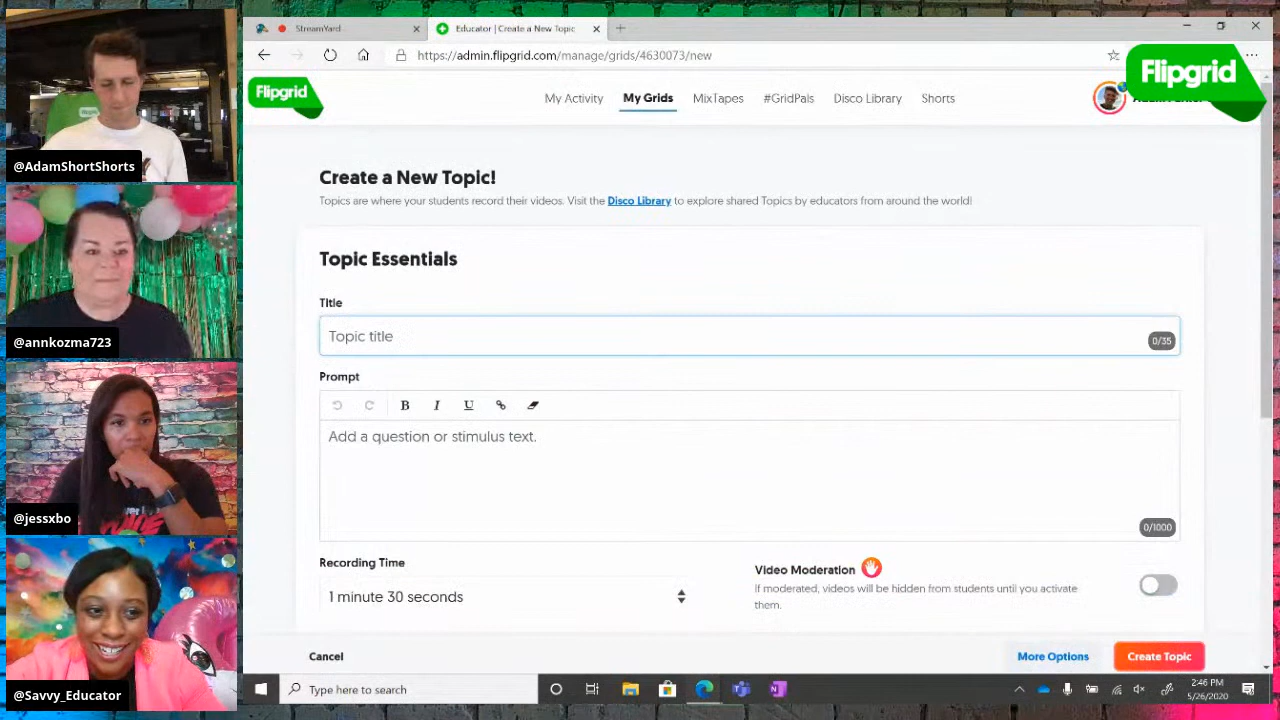 @AdamShortShorts
@annkozma723
@jessxbo
@Savvy_Educator
StreamYard
Educator | Create a New Topic
https://admin.flipgrid.com/manage/grids/4630073/new
Flipgrid
My Activity
My Grids
MixTapes
#GridPals
Disco Library
Shorts
Flipgrid
Create a New Topic!
Topics are where your students record their videos. Visit the Disco Library to explore shared Topics by educators from around the world!
Topic Essentials
Title
Topic title
0/35
Prompt
B I U
Add a question or stimulus text.
0/1000
Recording Time
1 minute 30 seconds
Video Moderation
If moderated, videos will be hidden from students until you activate
them.
Cancel
More Options
Create Topic
Type here to search
2:46 PM
5/26/2020